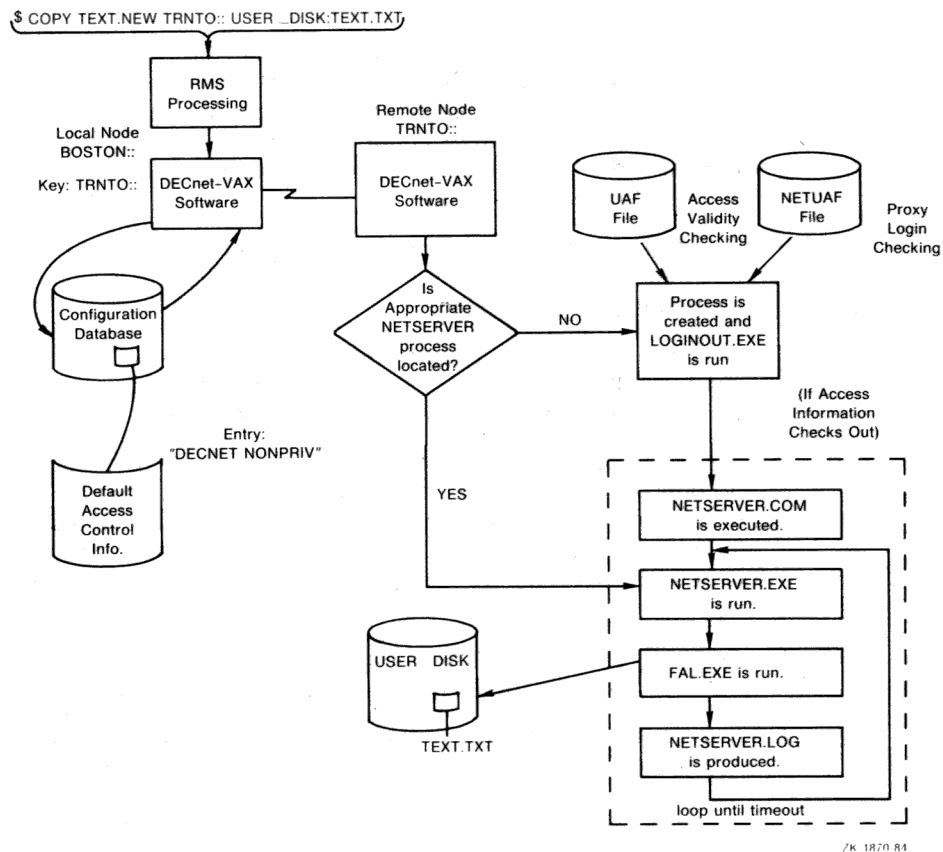 $ COPY TEXT.NEW TRNTO:: USER _DISK:TEXT.TXT
RMS
Processing
Local Node
BOSTON::
Key: TRNTO::
DECnet-VAX
Software
Remote Node
TRNTO::
DECnet-VAX
Software
UAF
File
Access
Validity
Checking
NETUAF
File
Proxy
Login
Checking
Configuration
Database
Is
Appropriate
NETSERVER
process
located?
NO
Process is
created and
LOGINOUT.EXE
is run
(If Access
Information
Checks Out)
Entry:
"DECNET NONPRIV"
Default
Access
Control
Info.
YES
NETSERVER.COM
is executed.
NETSERVER.EXE
is run.
USER DISK
TEXT.TXT
FAL.EXE is run.
NETSERVER.LOG
is produced.
loop until timeout
ZK 1870-84